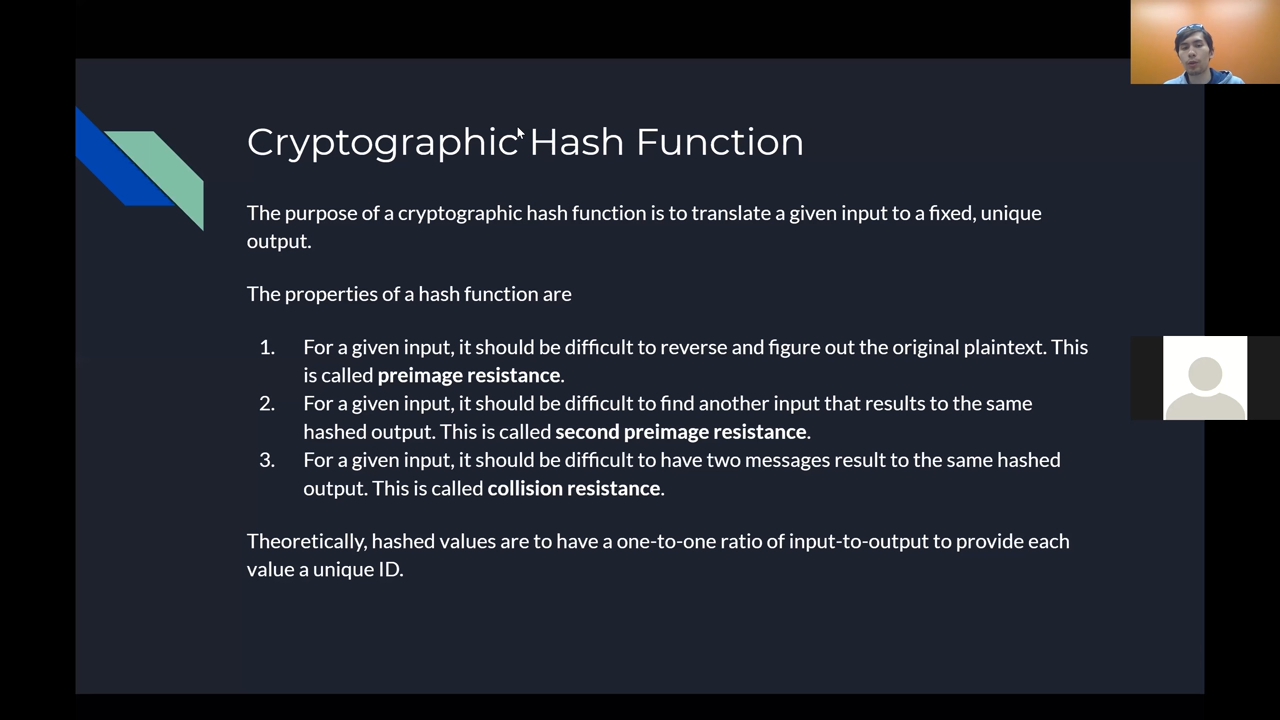 Cryptographic Hash Function
The purpose of a cryptographic hash function is to translate a given input to a fixed, unique
output.
The properties of a hash function are
1. For a given input, it should be difficult to reverse and figure out the original plaintext. This
is called preimage resistance.
2. For a given input, it should be difficult to find another input that results to the same
hashed output. This is called second preimage resistance.
3. For a given input, it should be difficult to have two messages result to the same hashed
output. This is called collision resistance.
Theoretically, hashed values are to have a one-to-one ratio of input-to-output to provide each
value a unique ID.